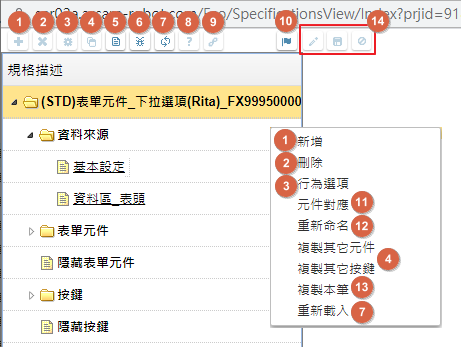 1 2 3 4 5 6 7 8 9 10 14
規格描述
(STD)表單元件_下拉選項(Rita)_FX99950000
資料來源
基本設定
資料區_表頭
表單元件
隱藏表單元件
按鍵
隱藏按鍵
1 新增
2 刪除
3 行為選項
元件對應 11
重新命名 12
複製其它元件
複製其它按鍵 4
複製本筆 13
重新載入 7